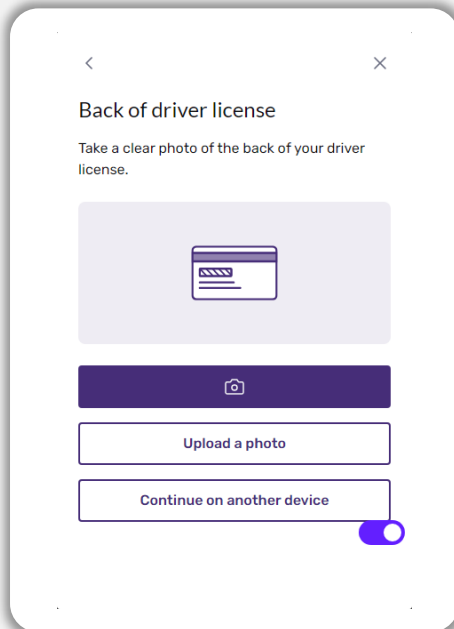 Back of driver license
Take a clear photo of the back of your driver
license.
Upload a photo
Continue on another device